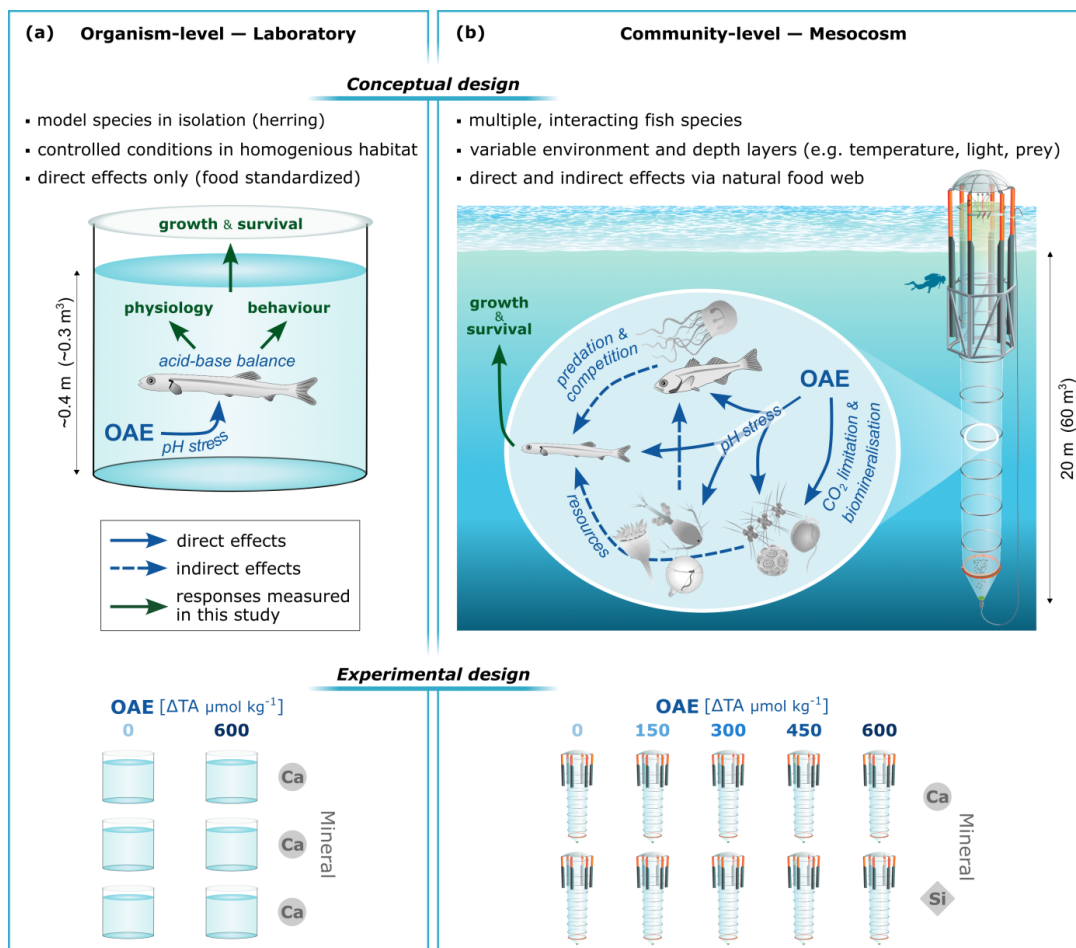 (a) Organism-level — Laboratory
(b) Community-level — Mesocosm
Conceptual design
▪ model species in isolation (herring)
▪ controlled conditions in homogenious habitat
▪ direct effects only (food standardized)
▪ multiple, interacting fish species
▪ variable environment and depth layers (e.g. temperature, light, prey)
▪ direct and indirect effects via natural food web
growth & survival
physiology
behaviour
acid-base balance
OAE
pH stress
~0.4 m (~0.3 m³)
direct effects
indirect effects
responses measured
in this study
growth
&
survival
predation &
competition
OAE
pH stress
CO₂ limitation &
biomineralisation
resources
20 m (60 m³)
Experimental design
OAE [ΔTA µmol kg⁻¹]
0 600
Ca
Ca
Ca
Mineral
OAE [ΔTA µmol kg⁻¹]
0 150 300 450 600
Ca
Si
Mineral